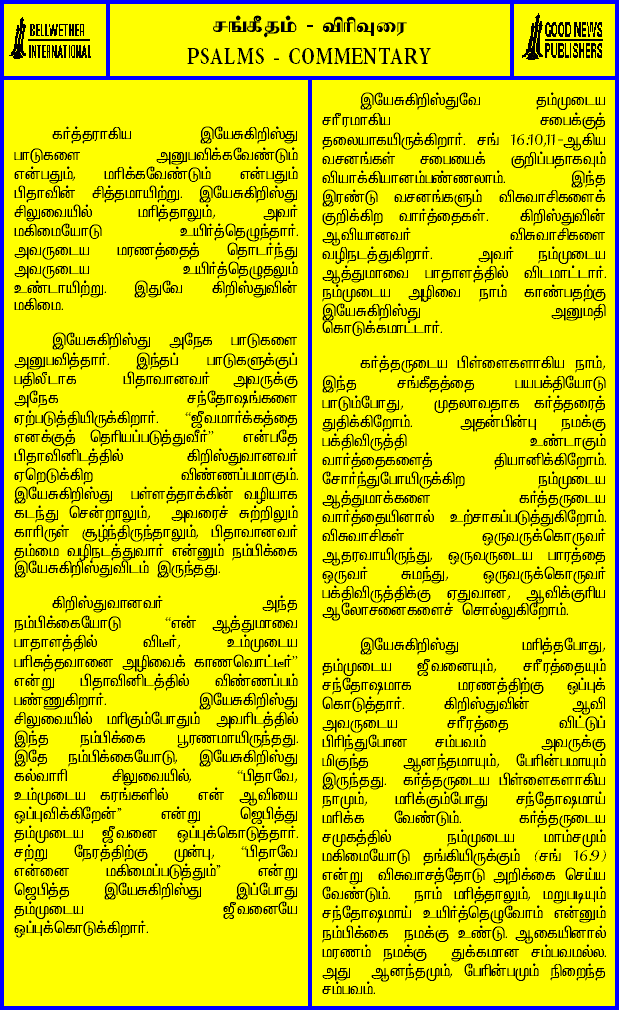 BELLWETHER
INTERNATIONAL
சங்கீதம் - விரிவுரை
PSALMS - COMMENTARY
GOOD NEWS
PUBLISHERS
கர்த்தராகிய இயேசுகிறிஸ்து
பாடுகளை அனுபவிக்கவேண்டும்
என்பதும், மரிக்கவேண்டும் என்பதும்
பிதாவின் சித்தமாயிற்று. இயேசுகிறிஸ்து
சிலுவையில் மரித்தாலும், அவர்
மகிமையோடு உயிர்த்தெழுந்தார்.
அவருடைய மரணத்தைத் தொடர்ந்து
அவருடைய உயிர்த்தெழுதலும்
உண்டாயிற்று. இதுவே கிறிஸ்துவின்
மகிமை.
இயேசுகிறிஸ்து அநேக பாடுகளை
அனுபவித்தார். இந்தப் பாடுகளுக்குப்
பதிலீடாக பிதாவானவர் அவருக்கு
அநேக சந்தோஷங்களை
ஏற்படுத்தியிருக்கிறார். “ஜீவமார்க்கத்தை
எனக்குத் தெரியப்படுத்துவீர்” என்பதே
பிதாவினிடத்தில் கிறிஸ்துவானவர்
ஏறெடுக்கிற விண்ணப்பமாகும்.
இயேசுகிறிஸ்து பள்ளத்தாக்கின் வழியாக
கடந்து சென்றாலும், அவரைச் சுற்றிலும்
காரிருள் சூழ்ந்திருந்தாலும், பிதாவானவர்
தம்மை வழிநடத்துவார் என்னும் நம்பிக்கை
இயேசுகிறிஸ்துவிடம் இருந்தது.
கிறிஸ்துவானவர் அந்த
நம்பிக்கையோடு “என் ஆத்துமாவை
பாதாளத்தில் விடீர், உம்முடைய
பரிசுத்தவானை அழிவைக் காணவொட்டீர்”
என்று பிதாவினிடத்தில் விண்ணப்பம்
பண்ணுகிறார். இயேசுகிறிஸ்து
சிலுவையில் மரிகும்போதும் அவரிடத்தில்
இந்த நம்பிக்கை பூரணமாயிருந்தது.
இதே நம்பிக்கையோடு, இயேசுகிறிஸ்து
கல்வாரி சிலுவையில், “பிதாவே,
உம்முடைய கரங்களில் என் ஆவியை
ஒப்புவிக்கிறேன்” என்று ஜெபித்து
தம்முடைய ஜீவனை ஒப்புக்கொடுத்தார்.
சற்று நேரத்திற்கு முன்பு, “பிதாவே
என்னை மகிமைப்படுத்தும்” என்று
ஜெபித்த இயேசுகிறிஸ்து இப்போது
தம்முடைய ஜீவனையே
ஒப்புக்கொடுக்கிறார்.
இயேசுகிறிஸ்துவே தம்முடைய
சரீரமாகிய சபைக்குத்
தலையாகயிருக்கிறார். சங் 16:10,11-ஆகிய
வசனங்கள் சபையைக் குறிப்பதாகவும்
வியாக்கியானம்பண்ணலாம். இந்த
இரண்டு வசனங்களும் விசுவாசிகளைக்
குறிக்கிற வார்த்தைகள். கிறிஸ்துவின்
ஆவியானவர் விசுவாசிகளை
வழிநடத்துகிறார். அவர் நம்முடைய
ஆத்துமாவை பாதாளத்தில் விடமாட்டார்.
நம்முடைய அழிவை நாம் காண்பதற்கு
இயேசுகிறிஸ்து அனுமதி
கொடுக்கமாட்டார்.
கர்த்தருடைய பிள்ளைகளாகிய நாம்,
இந்த சங்கீதத்தை பயபக்தியோடு
பாடும்போது, முதலாவதாக கர்த்தரைத்
துதிக்கிறோம். அதன்பின்பு நமக்கு
பக்திவிருத்தி உண்டாகும்
வார்த்தைகளைத் தியானிக்கிறோம்.
சோர்ந்துபோயிருக்கிற நம்முடைய
ஆத்துமாக்களை கர்த்தருடைய
வார்த்தையினால் உற்சாகப்படுத்துகிறோம்.
விசுவாசிகள் ஒருவருக்கொருவர்
ஆதரவாயிருந்து, ஒருவருடைய பாரத்தை
ஒருவர் சுமந்து, ஒருவருக்கொருவர்
பக்திவிருத்திக்கு ஏதுவான, ஆவிக்குரிய
ஆலோசனைகளைச் சொல்லுகிறோம்.
இயேசுகிறிஸ்து மரித்தபோது,
தம்முடைய ஜீவனையும், சரீரத்தையும்
சந்தோஷமாக மரணத்திற்கு ஒப்புக்
கொடுத்தார். கிறிஸ்துவின் ஆவி
அவருடைய சரீரத்தை விட்டுப்
பிரிந்துபோன சம்பவம் அவருக்கு
மிகுந்த ஆனந்தமாயும், பேரின்பமாயும்
இருந்தது. கர்த்தருடைய பிள்ளைகளாகிய
நாமும், மரிக்கும்போது சந்தோஷமாய்
மரிக்க வேண்டும். கர்த்தருடைய
சமுகத்தில் நம்முடைய மாம்சமும்
மகிமையோடு தங்கியிருக்கும் (சங் 16:9)
என்று விசுவாசத்தோடு அறிக்கை செய்ய
வேண்டும். நாம் மரித்தாலும், மறுபடியும்
சந்தோஷமாய் உயிர்த்தெழுவோம் என்னும்
நம்பிக்கை நமக்கு உண்டு. ஆகையினால்
மரணம் நமக்கு துக்கமான சம்பவமல்ல.
அது ஆனந்தமும், பேரின்பமும் நிறைந்த
சம்பவம்.